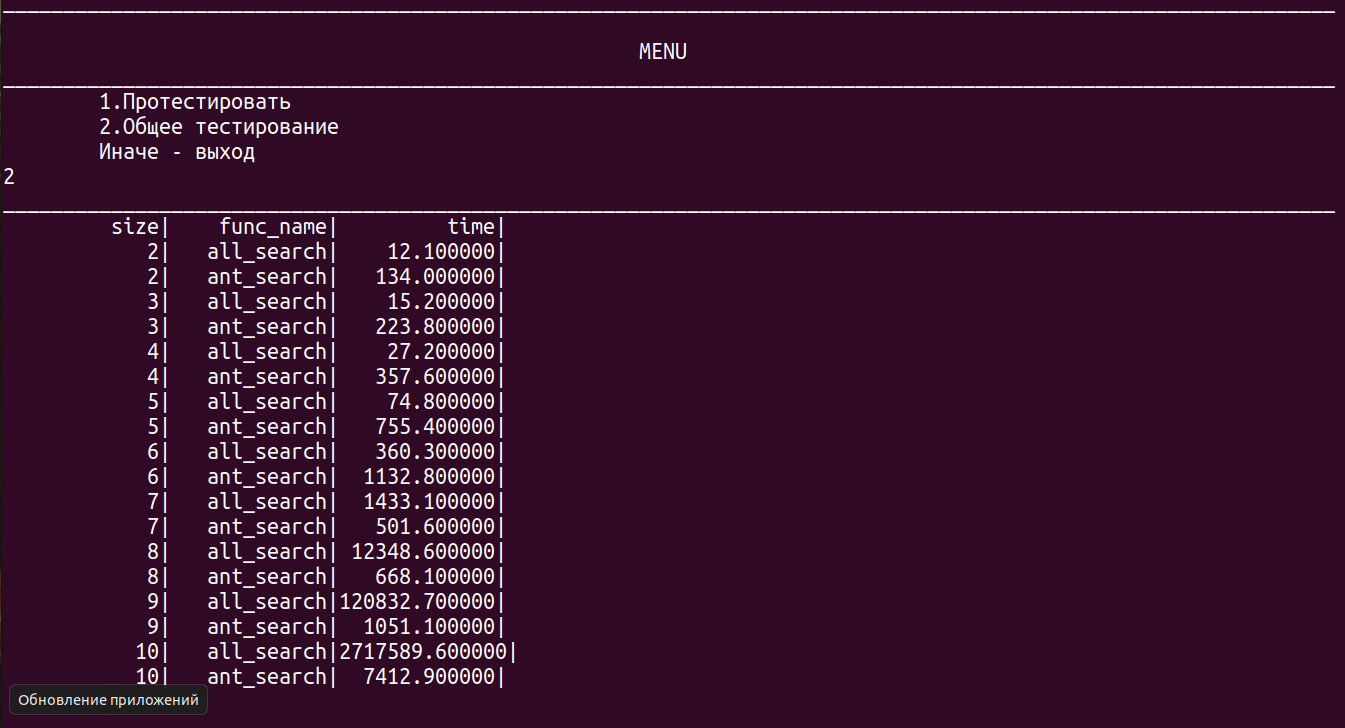 MENU
1.Протестировать
2.Общее тестирование
Иначе - выход
2
size| func_name| time|
2| all_search| 12.100000|
2| ant_search| 134.000000|
3| all_search| 15.200000|
3| ant_search| 223.800000|
4| all_search| 27.200000|
4| ant_search| 357.600000|
5| all_search| 74.800000|
5| ant_search| 755.400000|
6| all_search| 360.300000|
6| ant_search| 1132.800000|
7| all_search| 1433.100000|
7| ant_search| 501.600000|
8| all_search| 12348.600000|
8| ant_search| 668.100000|
9| all_search|120832.700000|
9| ant_search| 1051.100000|
10| all_search|2717589.600000|
10| ant_search| 7412.900000|
Обновление приложений